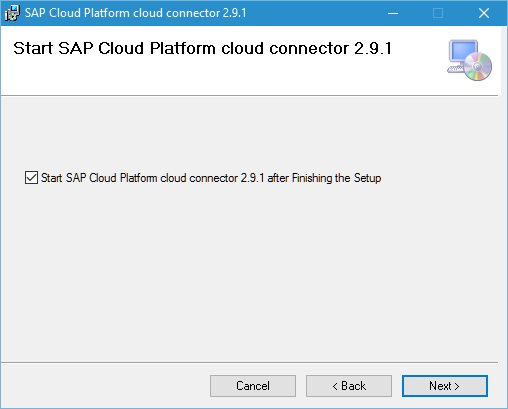 SAP Cloud Platform cloud connector 2.9.1
Start SAP Cloud Platform cloud connector 2.9.1
Start SAP Cloud Platform cloud connector 2.9.1 after Finishing the Setup
Cancel
< Back
Next >